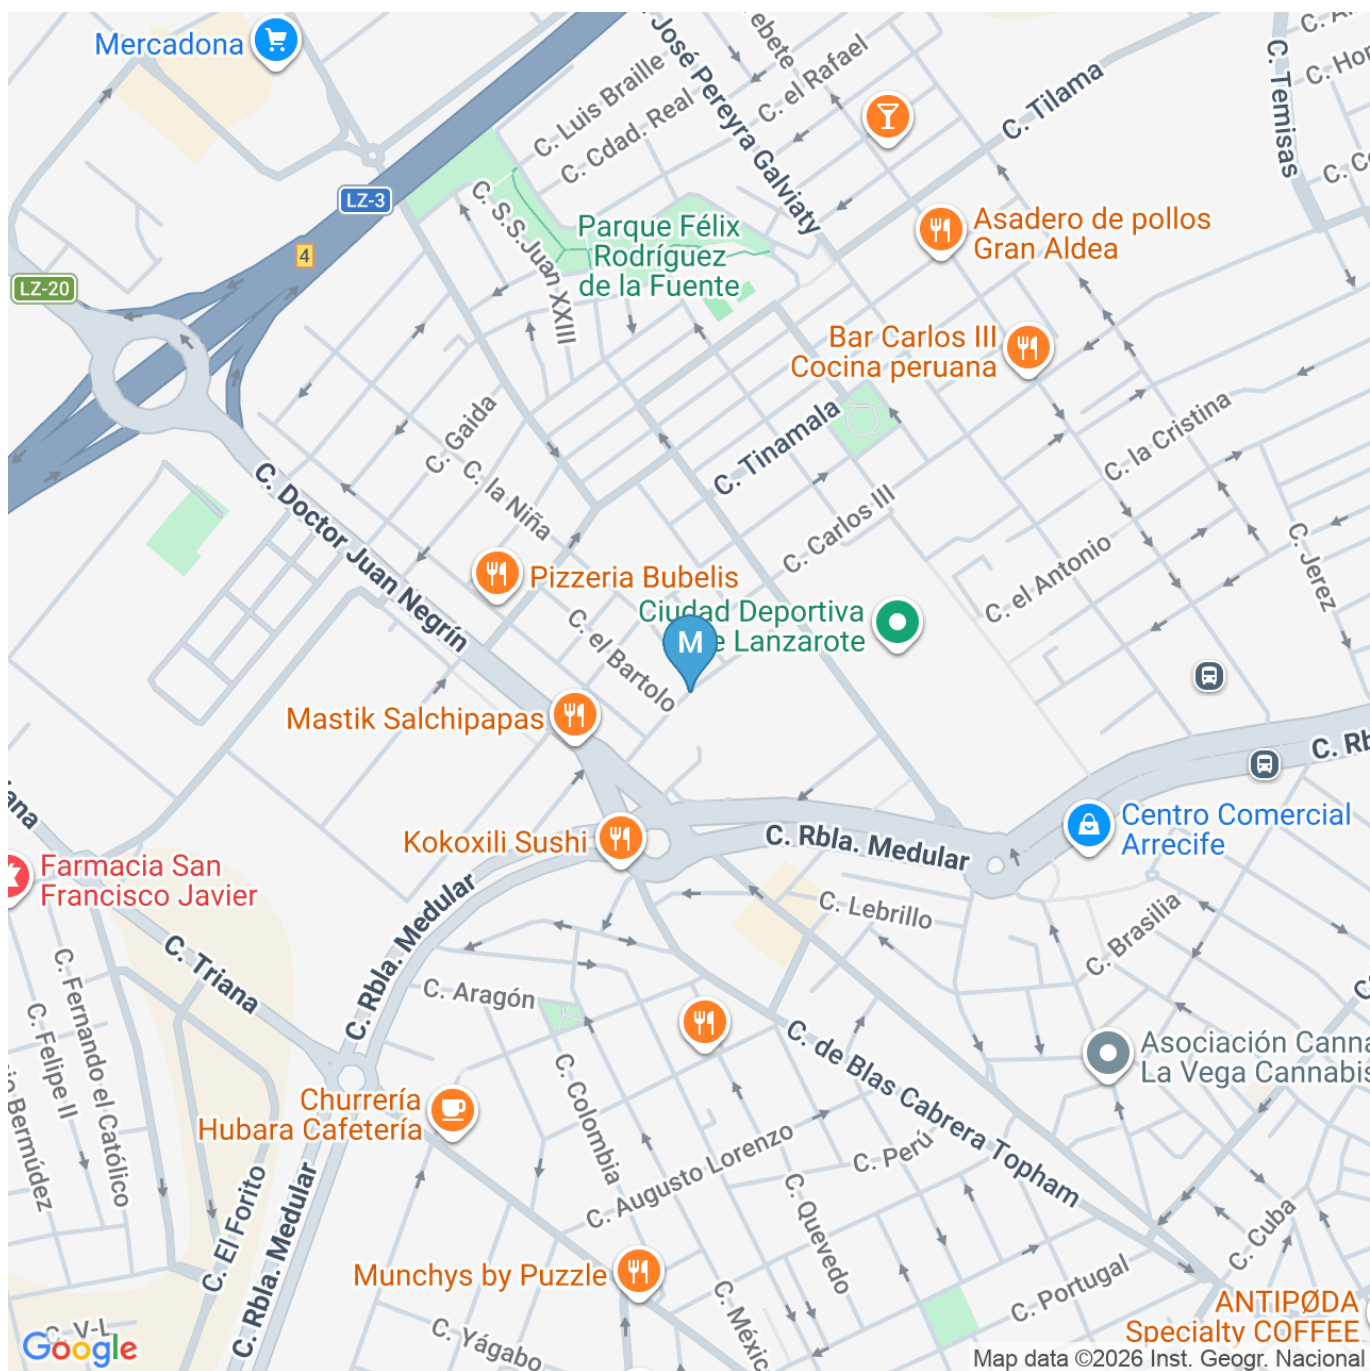 Mercadona
C. Luis Braille
C. Cdad. Real
C. el Rafael
José Pereyra Galviaty
C. Tilama
C. Temisas
LZ-3
4
LZ-20
C. S.S.Juan XXIII
Parque Félix
Rodríguez
de la Fuente
Asadero de pollos
Gran Aldea
Bar Carlos III
Cocina peruana
C. Gaida
C. la Niña
C. Tinamala
C. la Cristina
C. Carlos III
C. Doctor Juan Negrín
C. el Antonio
C. Jerez
Pizzeria Bubelis
C. el Bartolo
Ciudad Deportiva
Lanzarote
M
Mastik Salchipapas
Kokoxili Sushi
C. Rbla. Medular
Centro Comercial
Arrecife
Farmacia San
Francisco Javier
C. Lebrillo
C. Brasilia
C. Rbla. Medular
C. Triana
C. Fernando el Católico
C. Felipe II
Bermúdez
C. Aragón
C. Colombia
C. de Blas Cabrera Topham
Asociación Canna
La Vega Cannabis
Churrería
Hubara Cafetería
C. El Forito
C. Rbla. Medular
C. Augusto Lorenzo
C. Perú
C. Quevedo
C. Cuba
C. Portugal
Munchys by Puzzle
C. Yágabo
C. V-L
ANTIPØDA
Specialty COFFEE
Google
Map data ©2026 Inst. Geogr. Nacional